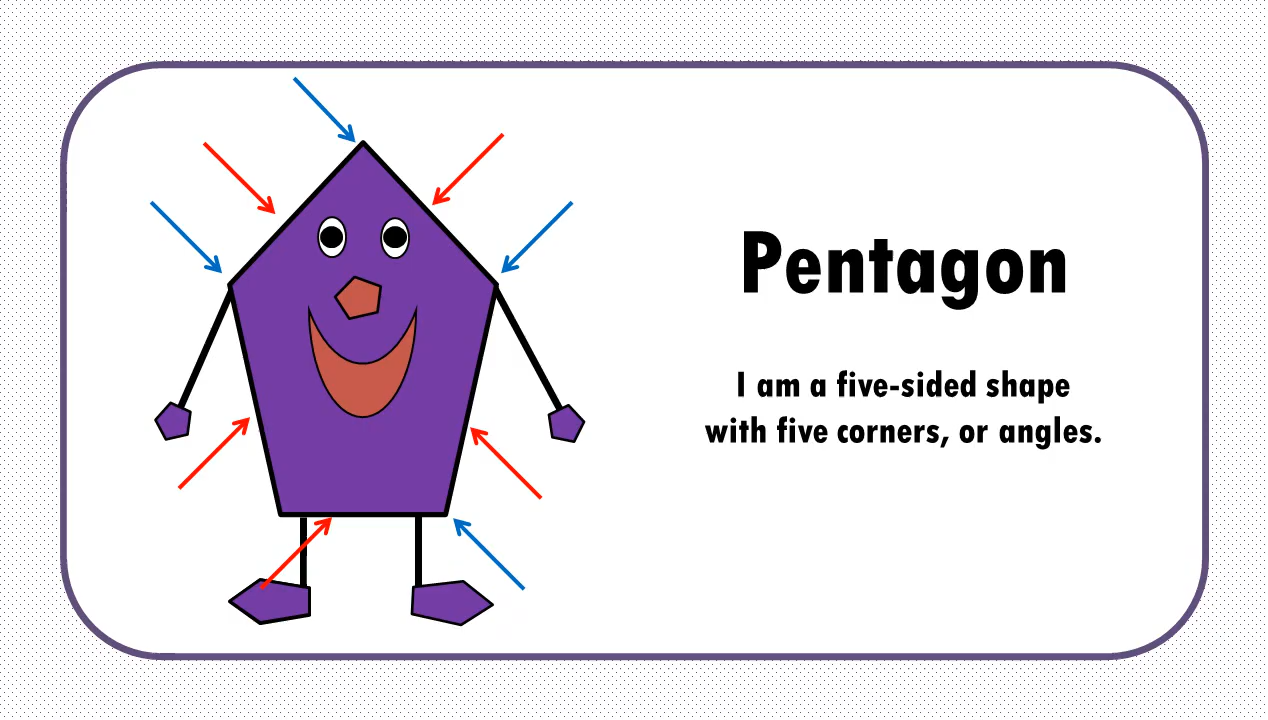 Pentagon
I am a five-sided shape
with five corners, or angles.